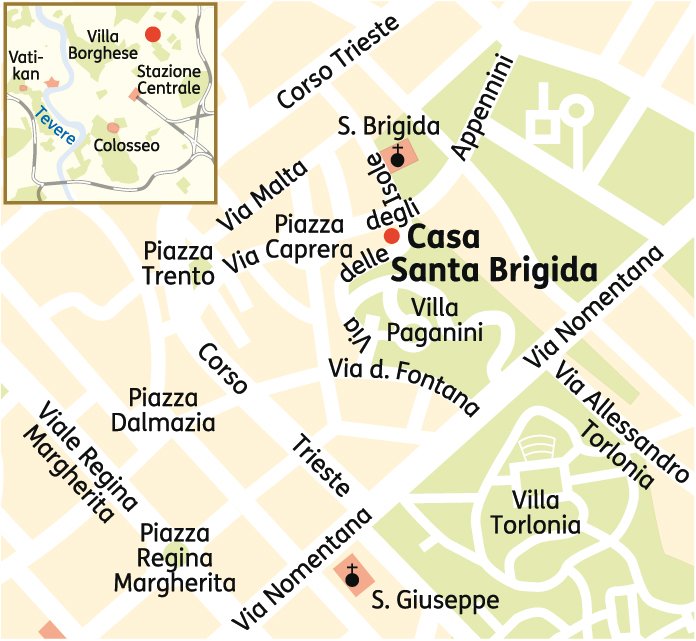 Villa
Borghese
Vati-
kan
Stazione
Centrale
Tevere
Colosseo
Corso Trieste
Appennini
S. Brigida
Isole
Via Malta
degli
Piazza
Caprera
Via
Piazza
Trento
delle
Casa
Santa Brigida
Villa
Paganini
Via
Via Nomentana
Via d. Fontana
Corso
Trieste
Piazza
Dalmazia
Via Allessandro
Torlonia
Viale Regina
Margherita
Villa
Torlonia
Piazza
Regina
Margherita
Via Nomentana
S. Giuseppe